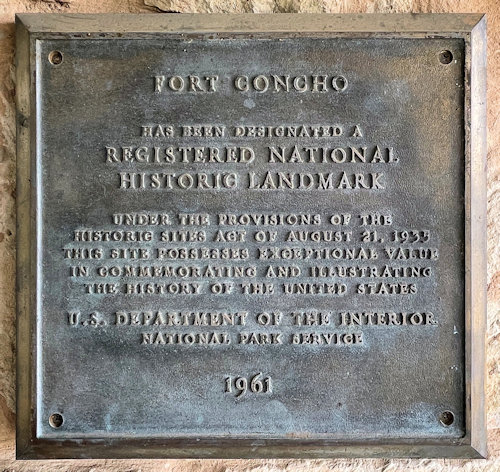 FORT CONCHO
HAS BEEN DESIGNATED A
REGISTERED NATIONAL
HISTORIC LANDMARK
UNDER THE PROVISIONS OF THE
HISTORIC SITES ACT OF AUGUST 21, 1935
THIS SITE POSSESSES EXCEPTIONAL VALUE
IN COMMEMORATING AND ILLUSTRATING
THE HISTORY OF THE UNITED STATES
U.S. DEPARTMENT OF THE INTERIOR
NATIONAL PARK SERVICE
1961